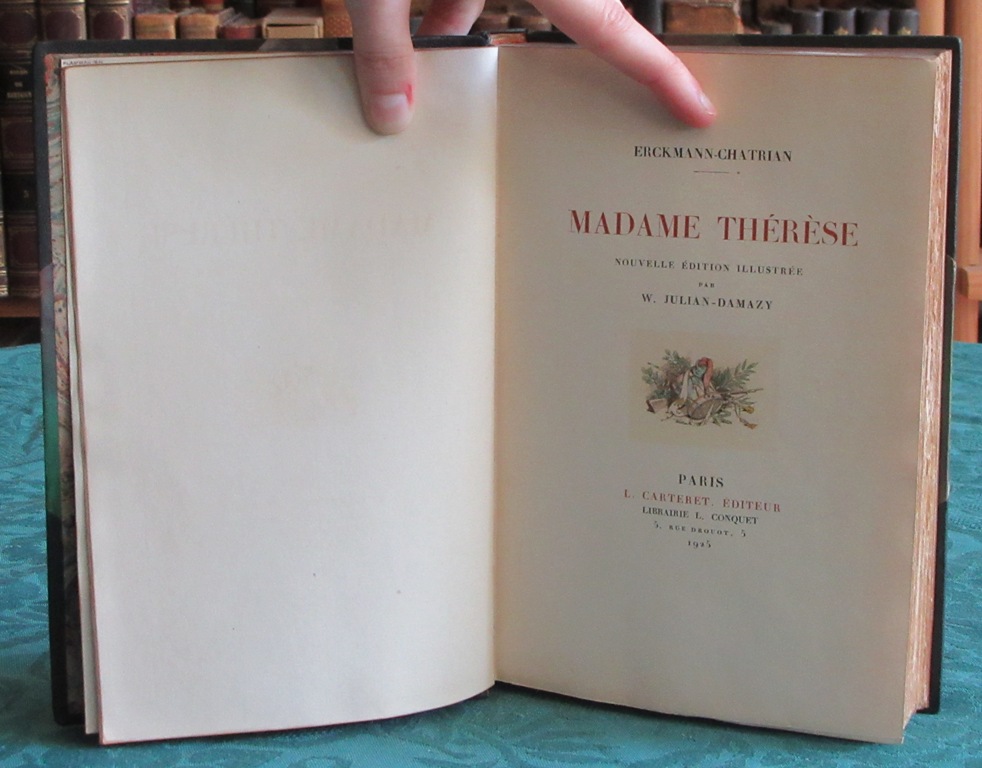 ERCKMANN-CHATRIAN
MADAME THÉRÈSE
NOUVELLE ÉDITION ILLUSTRÉE
PAR
W. JULIAN-DAMAZY
PARIS
L. CARTERET, ÉDITEUR
LIBRAIRIE L. CONQUET
5, RUE DROUOT, 5